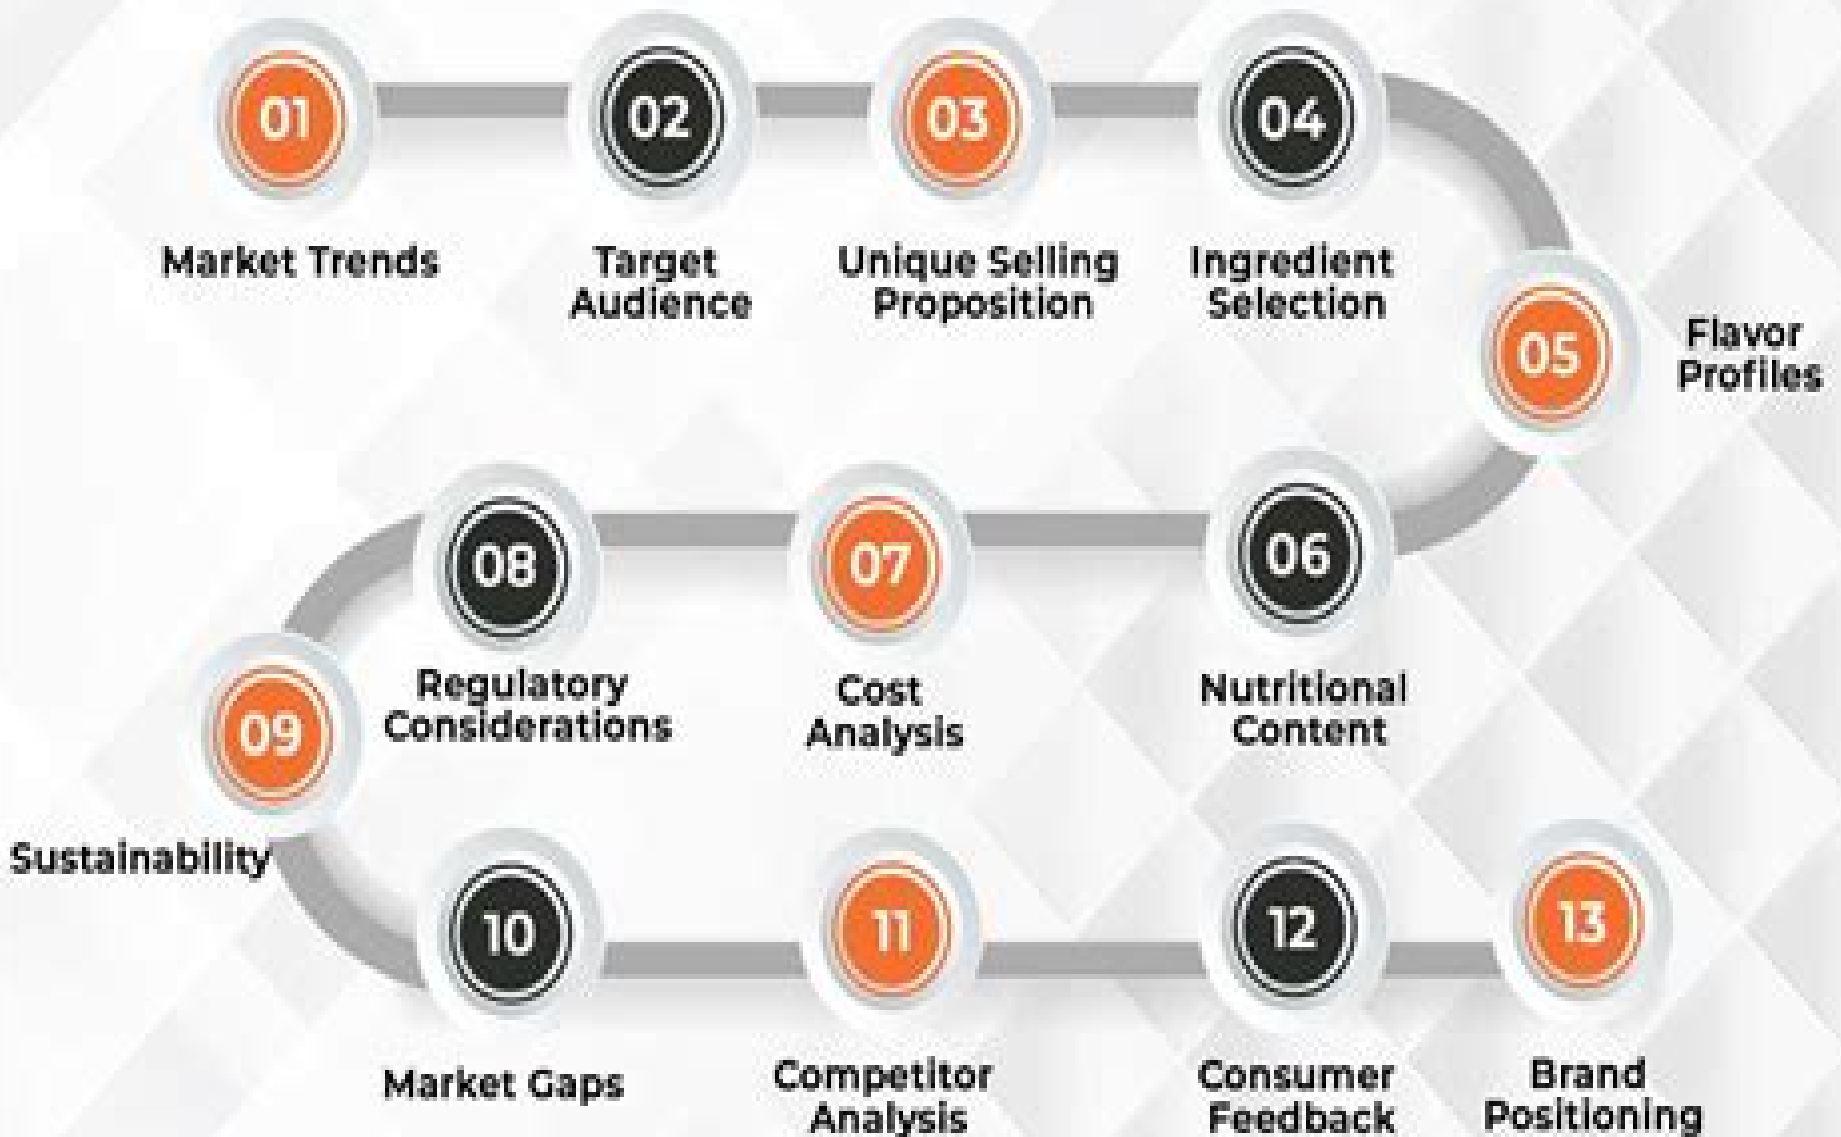 01
Market Trends
02
Target
Audience
03
Unique Selling
Proposition
04
Ingredient
Selection
05
Flavor
Profiles
06
Nutritional
Content
07
Cost
Analysis
08
Regulatory
Considerations
09
Sustainability
10
Market Gaps
11
Competitor
Analysis
12
Consumer
Feedback
13
Brand
Positioning